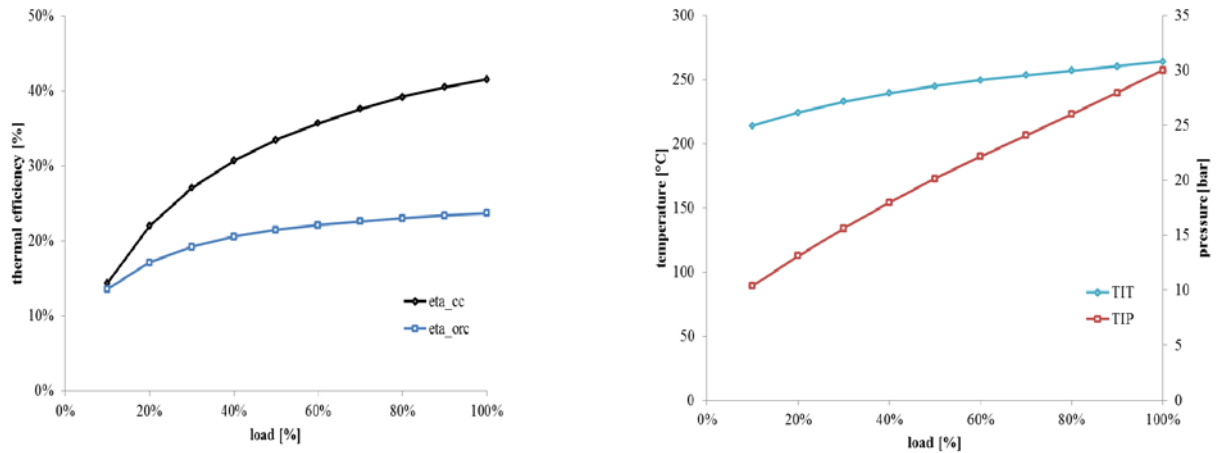 50%
40%
30%
20%
10%
0%
thermal efficiency [%]
eta_cc
eta_orc
0% 20% 40% 60% 80% 100%
load [%]
300
250
200
150
100
50
0
temperature [°C]
TIT
TIP
35
30
25
20
15
10
5
0
pressure [bar]
0% 20% 40% 60% 80% 100%
load [%]